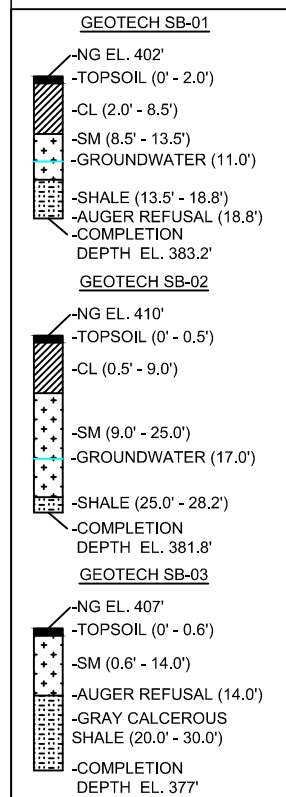 GEOTECH SB-01
-NG EL. 402'
-TOPSOIL (0' - 2.0')
-CL (2.0' - 8.5')
-SM (8.5' - 13.5')
-GROUNDWATER (11.0')
-SHALE (13.5' - 18.8')
-AUGER REFUSAL (18.8')
-COMPLETION
DEPTH EL. 383.2'
GEOTECH SB-02
-NG EL. 410'
-TOPSOIL (0' - 0.5')
-CL (0.5' - 9.0')
-SM (9.0' - 25.0')
-GROUNDWATER (17.0')
-SHALE (25.0' - 28.2')
-COMPLETION
DEPTH EL. 381.8'
GEOTECH SB-03
-NG EL. 407'
-TOPSOIL (0' - 0.6')
-SM (0.6' - 14.0')
-AUGER REFUSAL (14.0')
-GRAY CALCEROUS
SHALE (20.0' - 30.0')
-COMPLETION
DEPTH EL. 377'